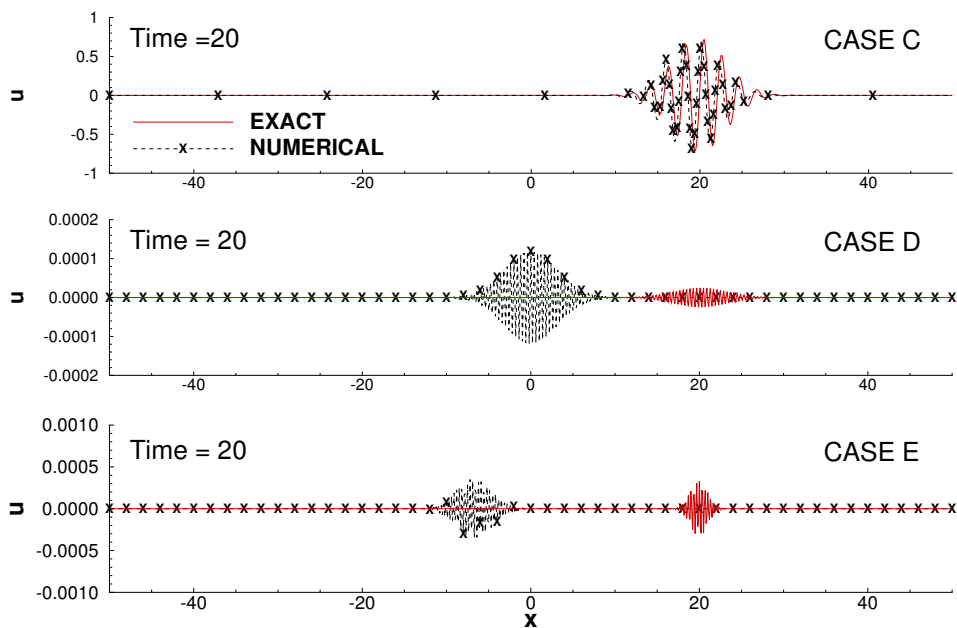 1
Time =20
CASE C
0.5
u
0
EXACT
-0.5
x NUMERICAL
-1
-40 -20 0 20 40
0.0002
Time = 20
CASE D
0.0001
u
0.0000
-0.0001
-0.0002
-40 -20 0 20 40
0.0010
Time = 20
CASE E
0.0005
u
0.0000
-0.0005
-0.0010
-40 -20 0 20 40
x